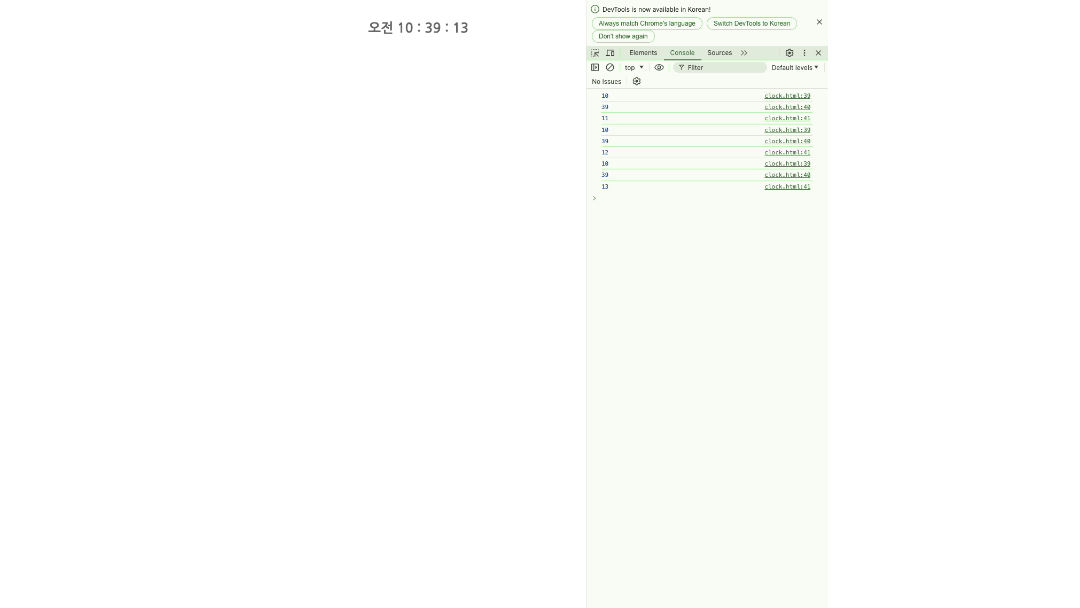 오전 10 : 39 : 13
DevTools is now available in Korean!
Always match Chrome's language
Switch DevTools to Korean
Don't show again
Elements Console Sources
top Filter Default levels
No Issues
10 clock.html:39
39 clock.html:40
11 clock.html:41
10 clock.html:39
39 clock.html:40
12 clock.html:41
10 clock.html:39
39 clock.html:40
13 clock.html:41